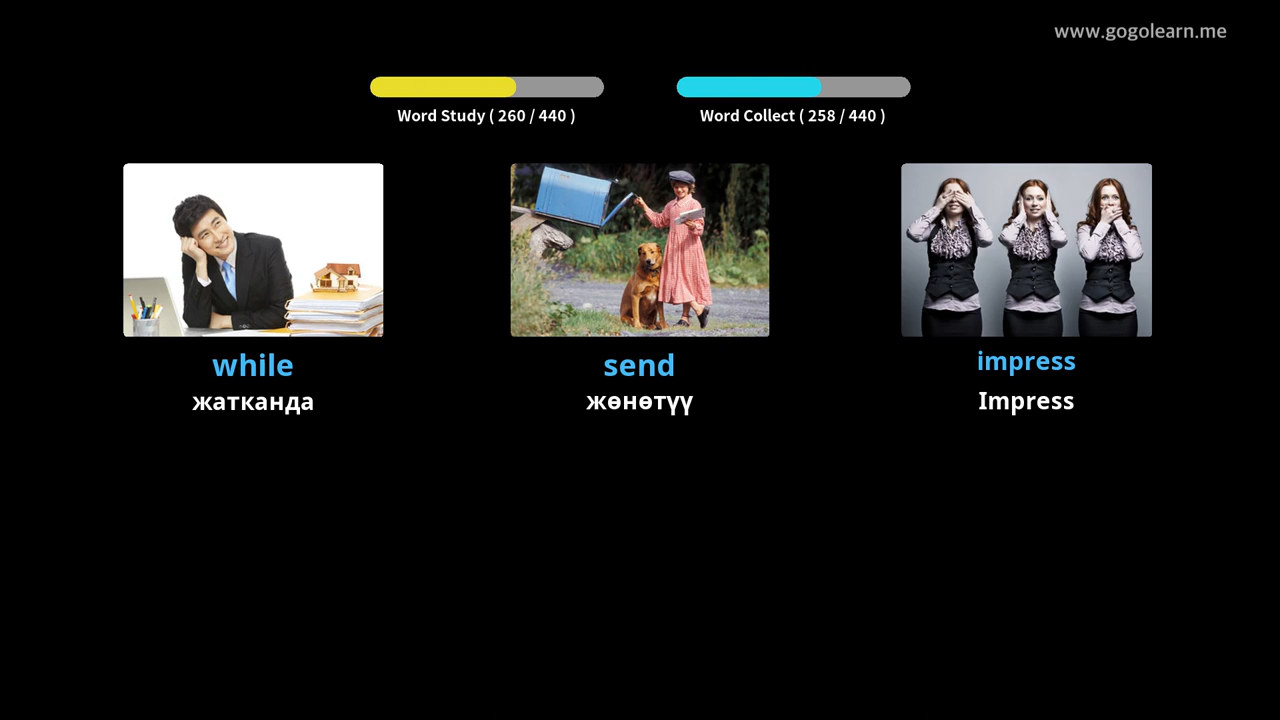 www.gogolearn.me
Word Study ( 260 / 440 )
Word Collect ( 258 / 440 )
while
жатканда
send
жөнөтүү
impress
Impress